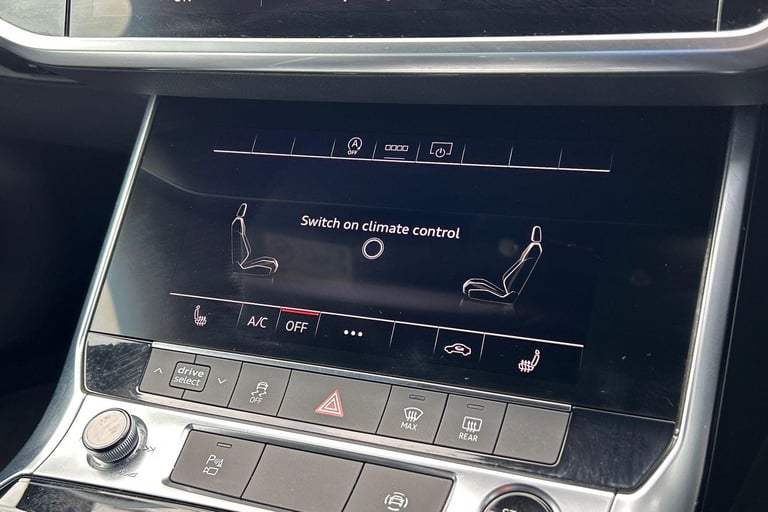 A
OFF
Switch on climate control
A/C
OFF
drive
select
OFF
MAX
REAR
P